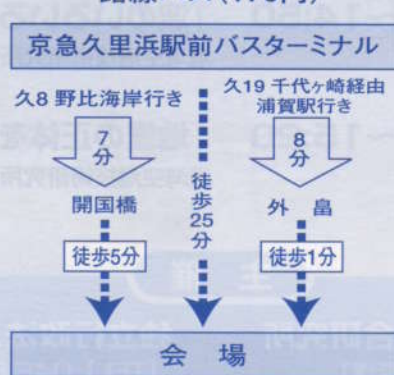 京急久里浜駅前バスターミナル
久8 野比海岸行き
7
分
開国橋
徒歩5分
徒歩25分
久19 千代ヶ崎経由
浦賀駅行き
8
分
外 畠
徒歩1分
会 場